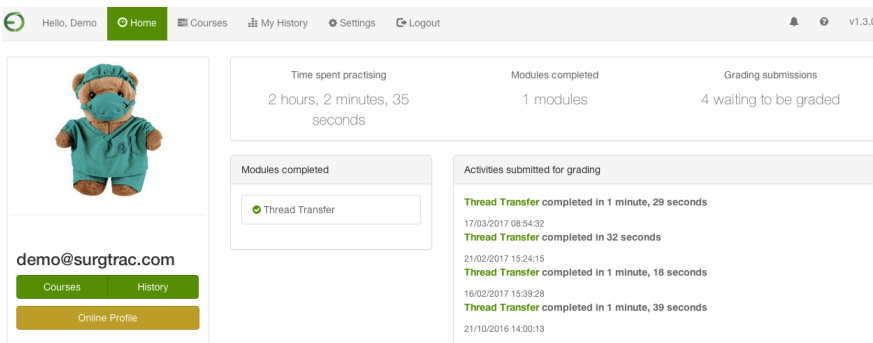 Hello, Demo Home Courses My History Settings Logout v1.3.0
Time spent practising
2 hours, 2 minutes, 35
seconds
Modules completed
1 modules
Grading submissions
4 waiting to be graded
demo@surgtrac.com
Courses History
Online Profile
Modules completed
Thread Transfer
Activities submitted for grading
Thread Transfer completed in 1 minute, 29 seconds
17/03/2017 08:54:32
Thread Transfer completed in 32 seconds
21/02/2017 15:24:15
Thread Transfer completed in 1 minute, 18 seconds
16/02/2017 15:39:28
Thread Transfer completed in 1 minute, 39 seconds
21/10/2016 14:00:13